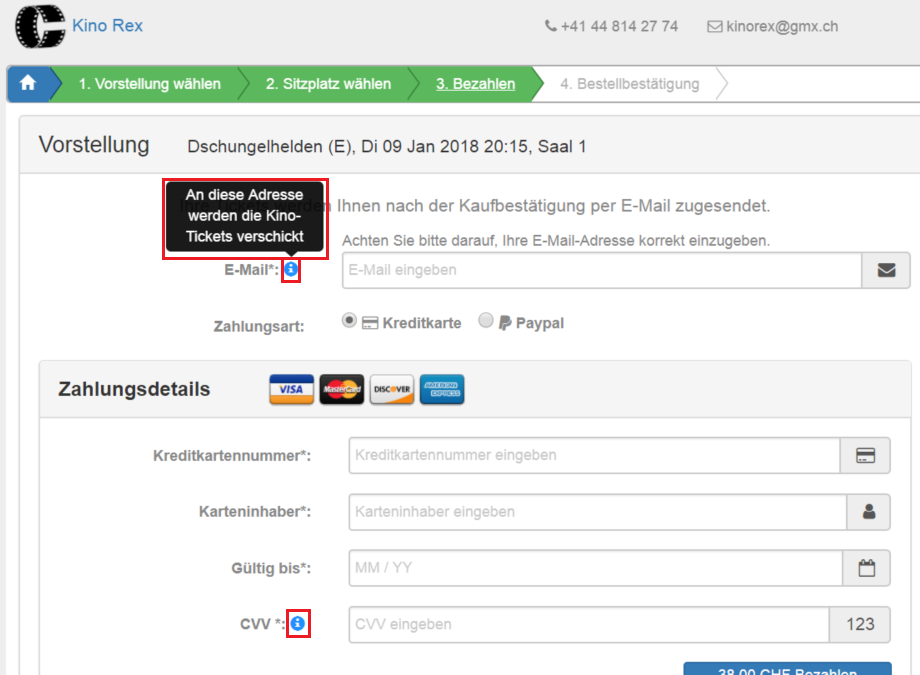 Kino Rex
+41 44 814 27 74
kinorex@gmx.ch
1. Vorstellung wählen
2. Sitzplatz wählen
3. Bezahlen
4. Bestellbestätigung
Vorstellung
Dschungelhelden (E), Di 09 Jan 2018 20:15, Saal 1
An diese Adresse
werden die Kino-
Tickets verschickt
Ihre Tickets werden Ihnen nach der Kaufbestätigung per E-Mail zugesendet.
Achten Sie bitte darauf, Ihre E-Mail-Adresse korrekt einzugeben.
E-Mail*:
E-Mail eingeben
Zahlungsart:
Kreditkarte
Paypal
Zahlungsdetails
VISA
MasterCard
DISCOVER
AMERICAN
EXPRESS
Kreditkartennummer*:
Kreditkartennummer eingeben
Karteninhaber*:
Karteninhaber eingeben
Gültig bis*:
MM / YY
CVV *:
CVV eingeben
123
38.00 CHF Bezahlen